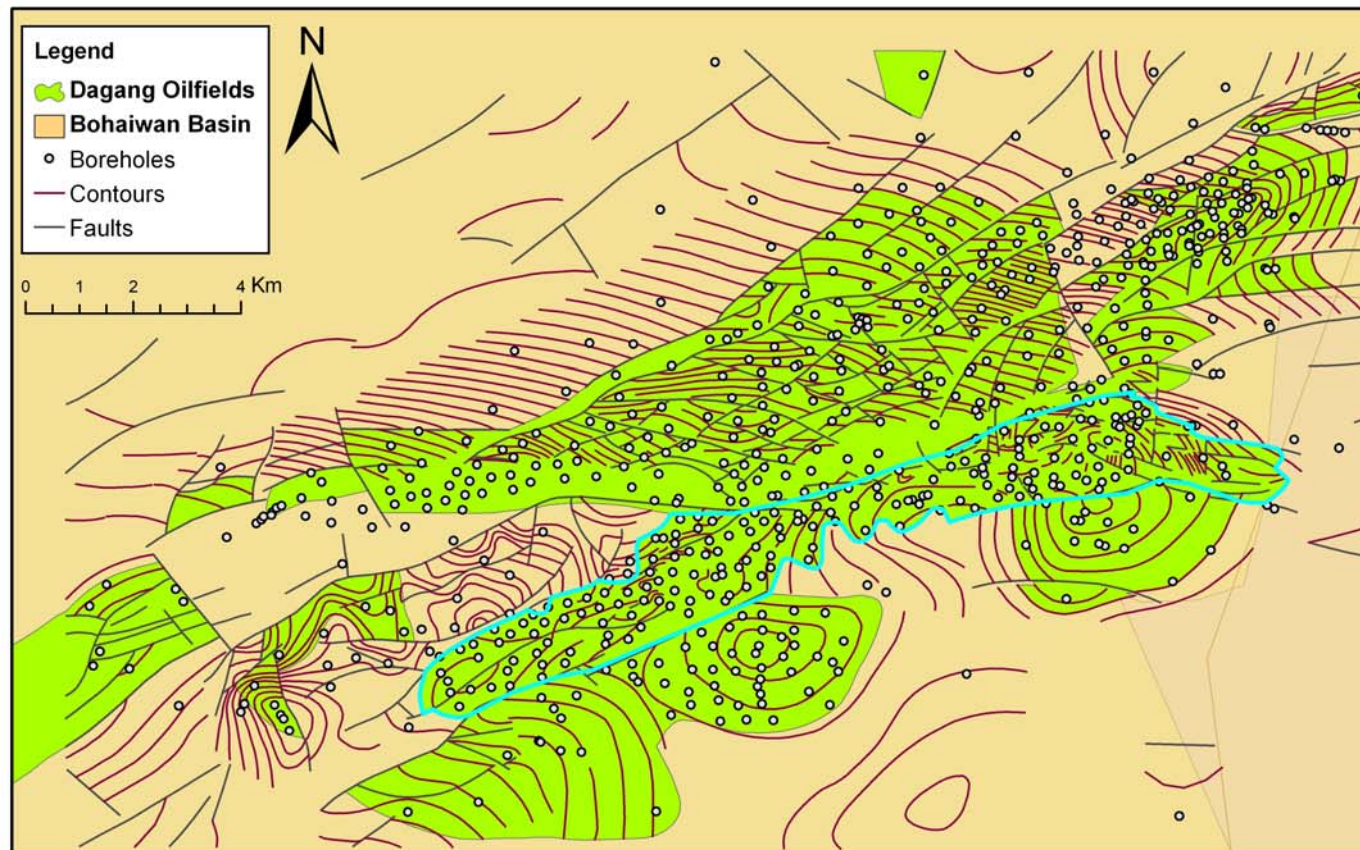 Legend
Dagang Oilfields
Bohaiwan Basin
Boreholes
Contours
Faults
N
0 1 2 4 Km